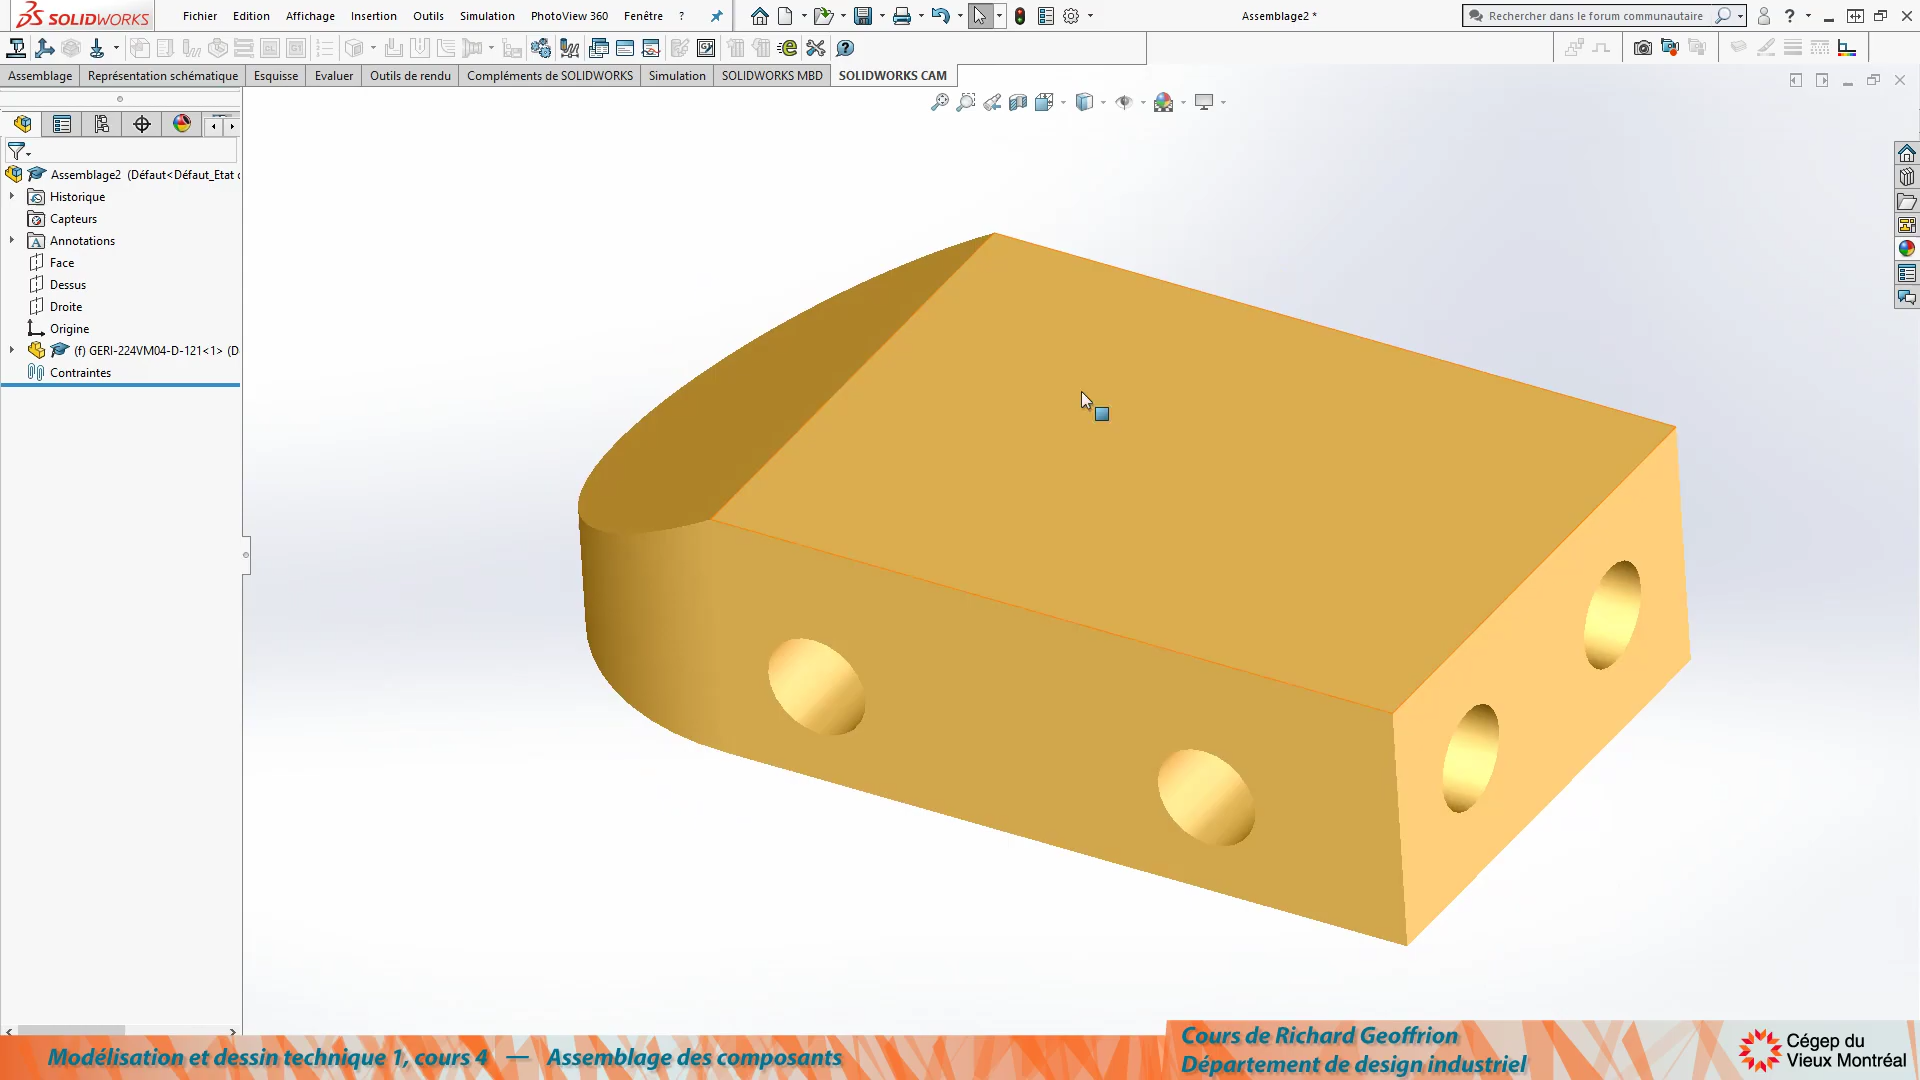 SOLIDWORKS
Fichier Edition Affichage Insertion Outils Simulation PhotoView 360 Fenêtre ?
Assemblage2 *
Rechercher dans le forum communautaire
Assemblage Représentation schématique Esquisse Evaluer Outils de rendu Compléments de SOLIDWORKS Simulation SOLIDWORKS MBD SOLIDWORKS CAM
Assemblage2 (Défaut<Défaut_Etat
Historique
Capteurs
Annotations
Face
Dessus
Droite
Origine
(f) GERI-224VM04-D-121<1> (D
Contraintes
Modélisation et dessin technique 1, cours 4 — Assemblage des composants
Cours de Richard Geoffrion
Département de design industriel
Cégep du
Vieux Montréal